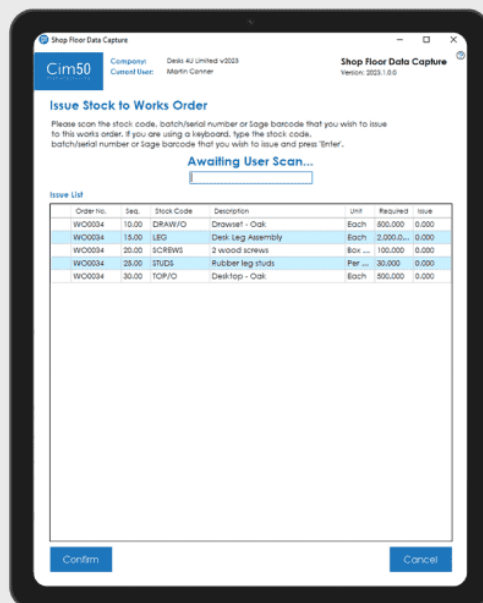 Shop Floor Data Capture
Cim50
Company: Desks 4U Limited v2023
Current User: Martin Conner
Shop Floor Data Capture
Version: 2023.1.0.0
Issue Stock to Works Order
Please scan the stock code, batch/serial number or Sage barcode that you wish to issue
to this works order. If you are using a keyboard, type the stock code,
batch/serial number or Sage barcode that you wish to issue and press 'Enter'.
Awaiting User Scan...
Issue List
Order No. Seq. Stock Code Description Unit Required Issue
WO0034 10.00 DRAW/O Drawset - Oak Each 500.000 0.000
WO0034 15.00 LEG Desk Leg Assembly Each 2,000.0... 0.000
WO0034 20.00 SCREWS 2 wood screws Box ... 100.000 0.000
WO0034 25.00 STUDS Rubber leg studs Per ... 30.000 0.000
WO0034 30.00 TOP/O Desktop - Oak Each 500.000 0.000
Confirm
Cancel